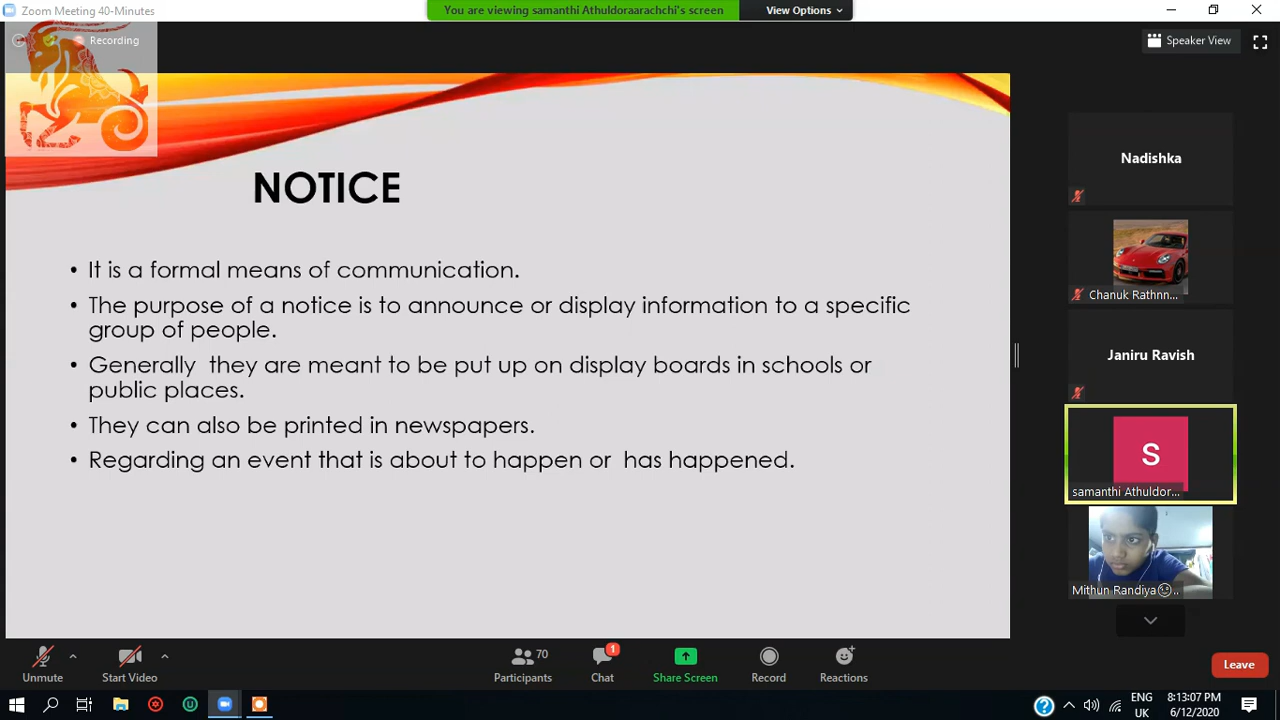 Zoom Meeting 40-Minutes
You are viewing samanthi Athuldoraarachchi's screen
View Options
Recording
Speaker View
NOTICE
• It is a formal means of communication.
• The purpose of a notice is to announce or display information to a specific
group of people.
• Generally they are meant to be put up on display boards in schools or
public places.
• They can also be printed in newspapers.
• Regarding an event that is about to happen or has happened.
Nadishka
Chanuk Rathnn...
Janiru Ravish
S
samanthi Athuldor...
Mithun Randiya☹..
Unmute
Start Video
70
Participants
1
Chat
Share Screen
Record
Reactions
Leave
ENG
UK
8:13:07 PM
6/12/2020